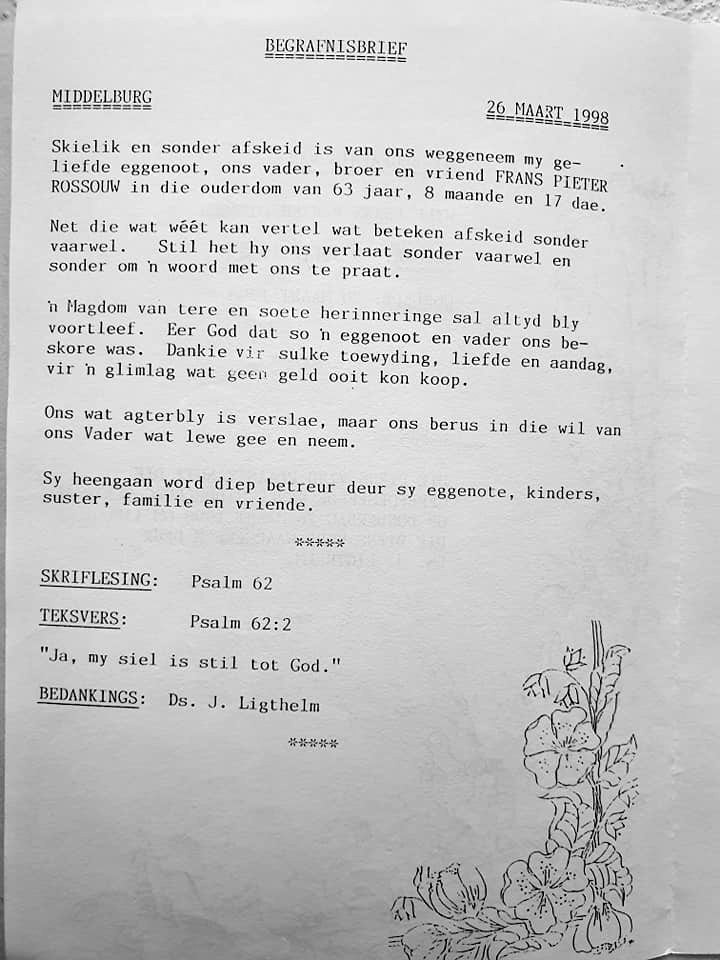 BEGRAFNISBRIEF
MIDDELBURG
26 MAART 1998
Skielik en sonder afskeid is van ons weggeneem my ge-
liefde eggenoot, ons vader, broer en vriend FRANS PIETER
ROSSOUW in die ouderdom van 63 jaar, 8 maande en 17 dae.
Net die wat wéét kan vertel wat beteken afskeid sonder
vaarwel. Stil het hy ons verlaat sonder vaarwel en
sonder om 'n woord met ons te praat.
'n Magdom van tere en soete herinneringe sal altyd bly
voortleef. Eer God dat so 'n eggenoot en vader ons be-
skore was. Dankie vir sulke toewyding, liefde en aandag,
vir 'n glimlag wat geen geld ooit kon koop.
Ons wat agterbly is verslae, maar ons berus in die wil van
ons Vader wat lewe gee en neem.
Sy heengaan word diep betreur deur sy eggenote, kinders,
suster, familie en vriende.
*****
SKRIFLESING: Psalm 62
TEKSVERS: Psalm 62:2
"Ja, my siel is stil tot God."
BEDANKINGS: Ds. J. Ligthelm
*****